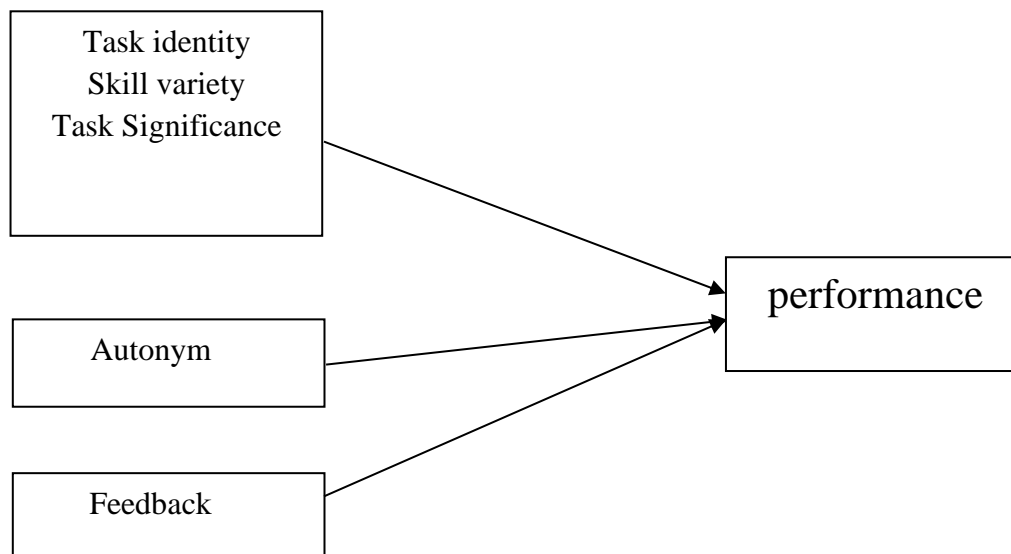 Task identity
Skill variety
Task Significance
performance
Autonym
Feedback